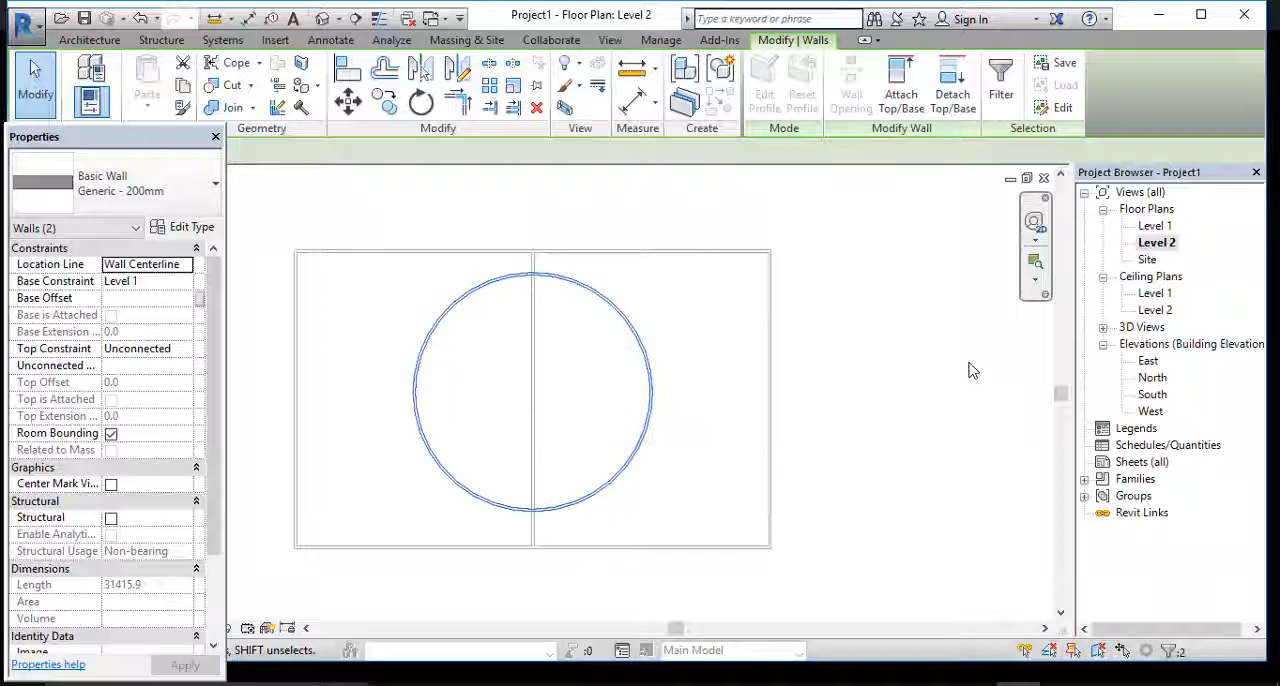 Project1 - Floor Plan: Level 2
Type a keyword or phrase
Sign In
Architecture Structure Systems Insert Annotate Analyze Massing & Site Collaborate View Manage Add-Ins Modify | Walls
Modify
Paste
Cope
Cut
Join
Edit Profile
Reset Profile
Wall Opening
Attach Top/Base
Detach Top/Base
Filter
Save
Load
Edit
Geometry Modify View Measure Create Mode Modify Wall Selection
Properties
Basic Wall
Generic - 200mm
Walls (2) Edit Type
Constraints
Location Line Wall Centerline
Base Constraint Level 1
Base Offset
Base is Attached
Base Extension ... 0.0
Top Constraint Unconnected
Unconnected ...
Top Offset 0.0
Top is Attached
Top Extension ... 0.0
Room Bounding
Related to Mass
Graphics
Center Mark Vi...
Structural
Structural
Enable Analyti...
Structural Usage Non-bearing
Dimensions
Length 31415.9
Area
Volume
Identity Data
Image
Properties help Apply
2D
Project Browser - Project1
Views (all)
Floor Plans
Level 1
Level 2
Site
Ceiling Plans
Level 1
Level 2
3D Views
Elevations (Building Elevation
East
North
South
West
Legends
Schedules/Quantities
Sheets (all)
Families
Groups
Revit Links
, SHIFT unselects. :0 Main Model :2